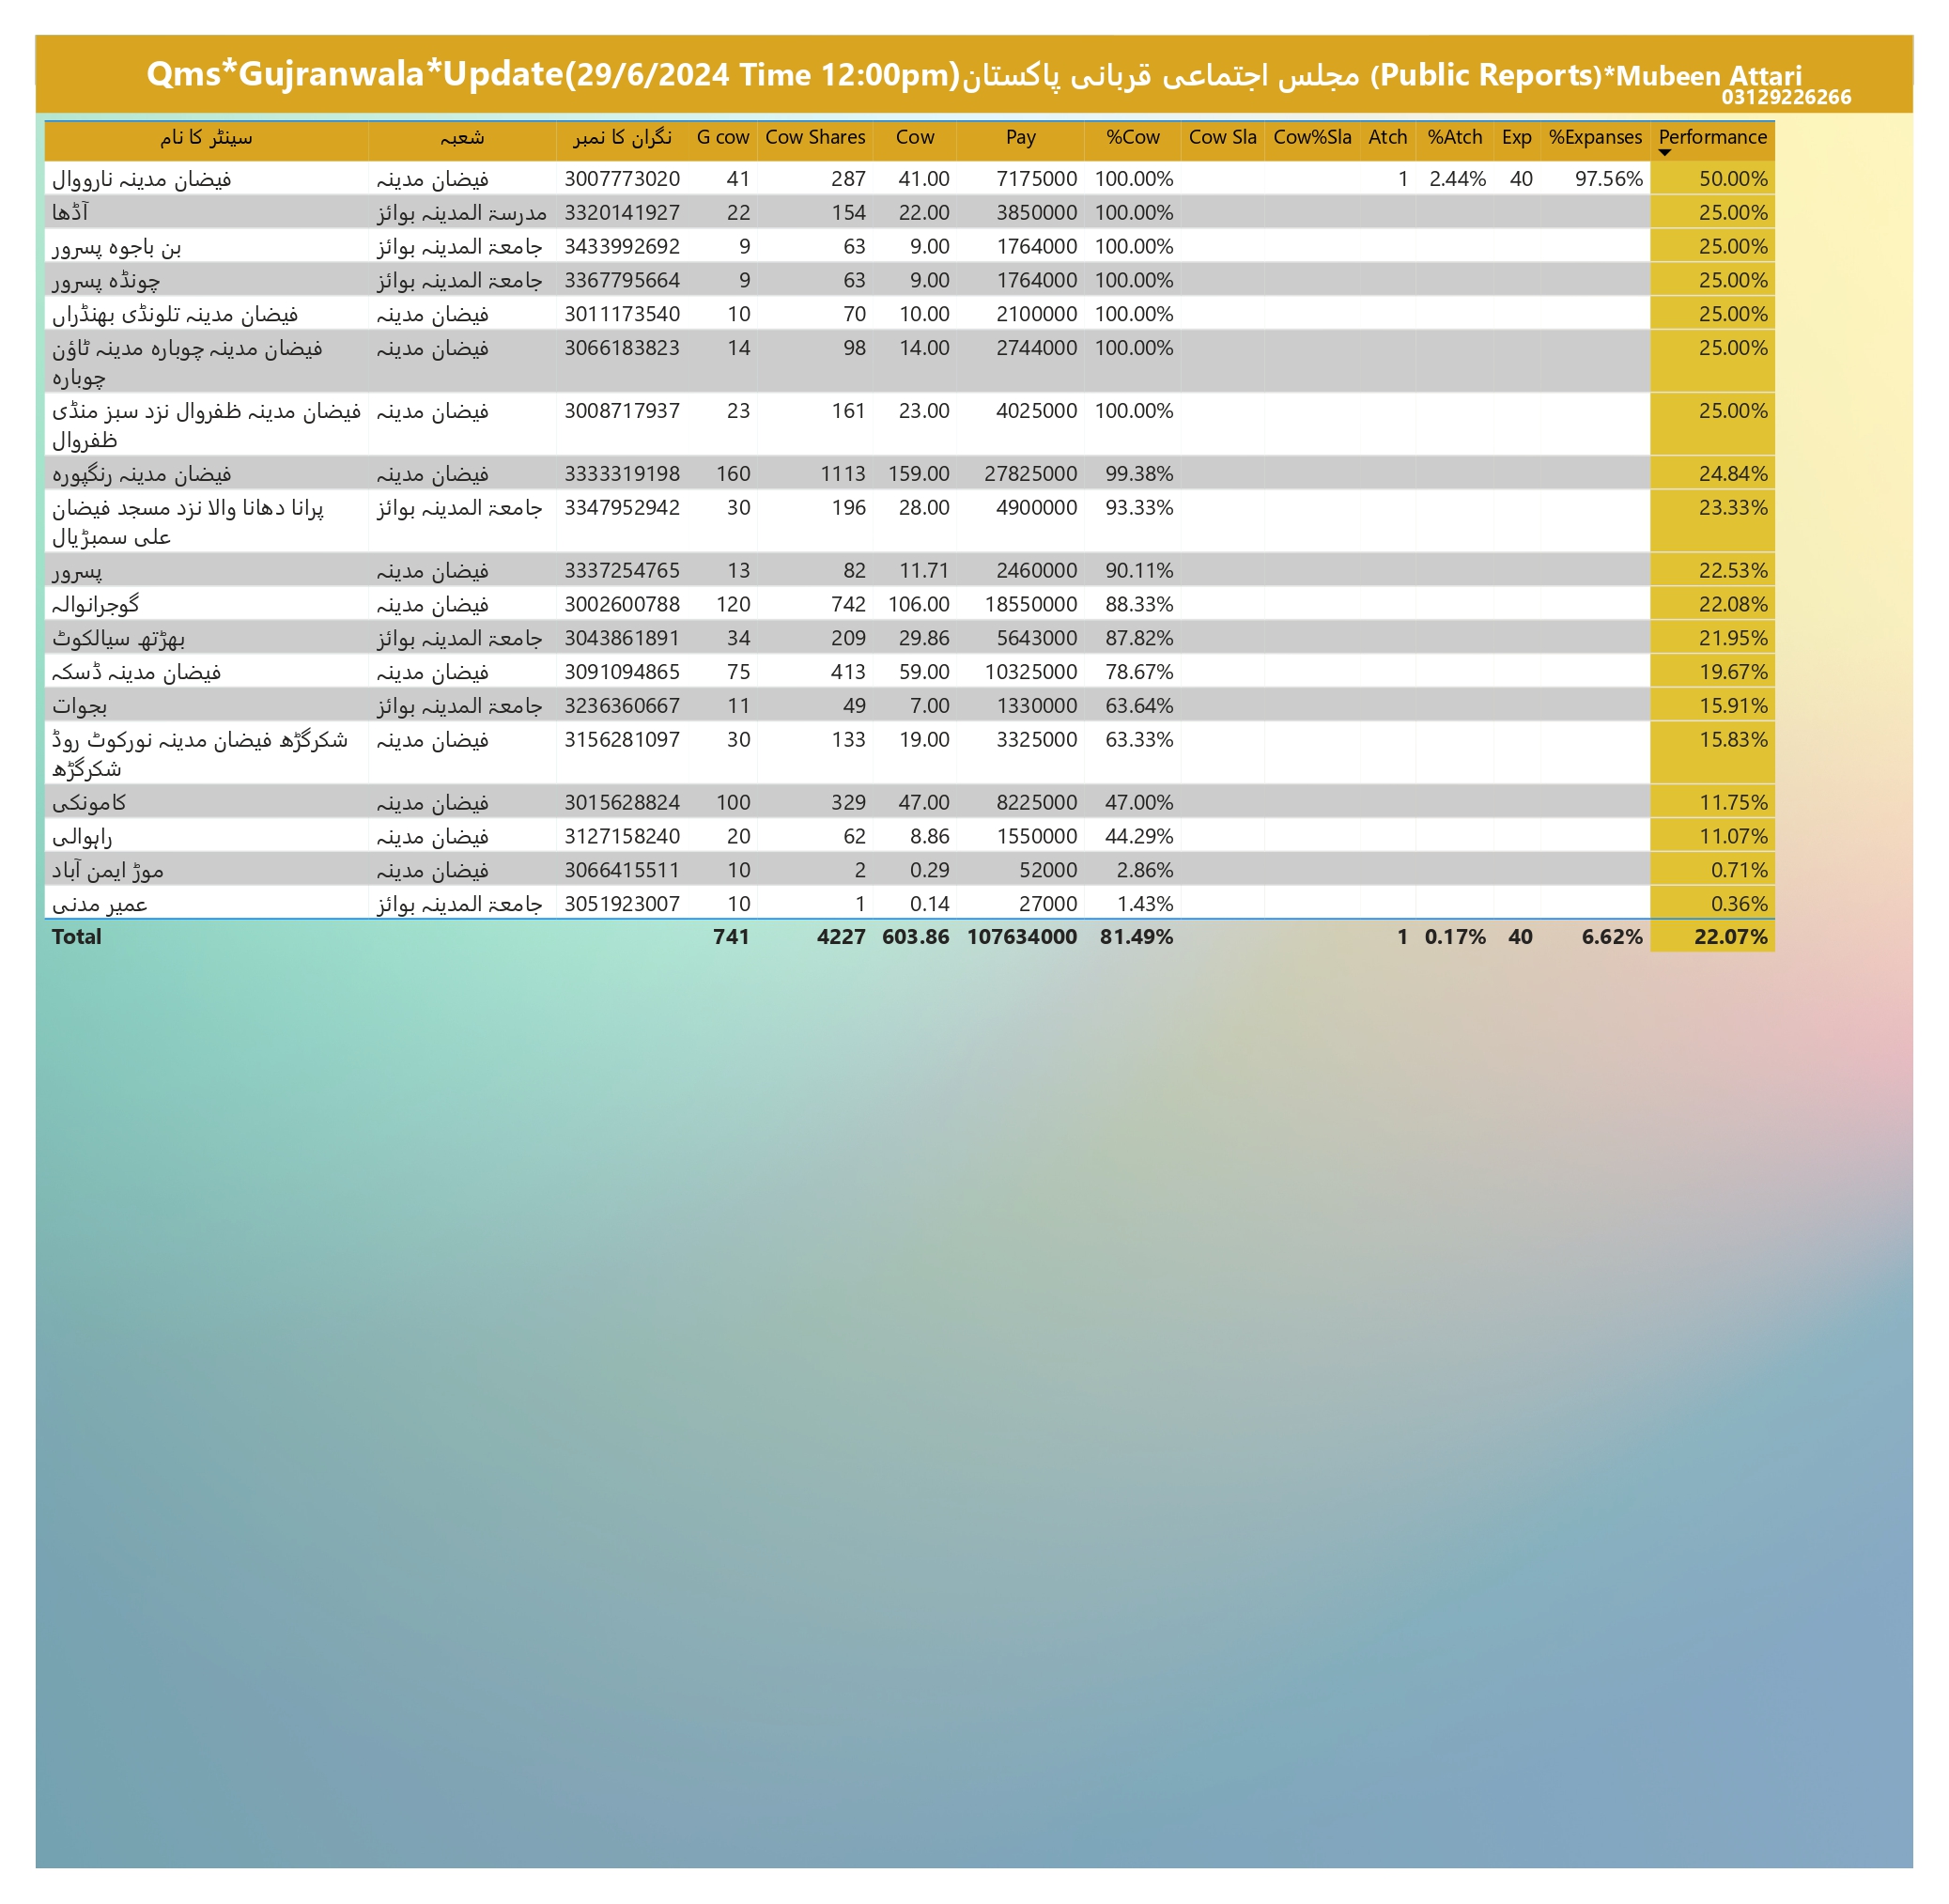 Qms*Gujranwala*Update(29/6/2024 Time 12:00pm)مجلس اجتماعی قربانی پاکستان (Public Reports)*Mubeen Attari
03129226266
سینٹر کا نام شعبہ نگران کا نمبر G cow Cow Shares Cow Pay %Cow Cow Sla Cow%Sla Atch %Atch Exp %Expanses Performance
فیضان مدینہ نارووال فیضان مدینہ 3007773020 41 287 41.00 7175000 100.00% 1 2.44% 40 97.56% 50.00%
آڈھا مدرسۃ المدینہ بوائز 3320141927 22 154 22.00 3850000 100.00% 25.00%
بن باجوہ پسرور جامعۃ المدینہ بوائز 3433992692 9 63 9.00 1764000 100.00% 25.00%
چونڈہ پسرور جامعۃ المدینہ بوائز 3367795664 9 63 9.00 1764000 100.00% 25.00%
فیضان مدینہ تلونڈی بھنڈراں فیضان مدینہ 3011173540 10 70 10.00 2100000 100.00% 25.00%
فیضان مدینہ چوبارہ مدینہ ٹاؤن فیضان مدینہ 3066183823 14 98 14.00 2744000 100.00% 25.00%
چوبارہ
فیضان مدینہ ظفروال نزد سبز منڈی فیضان مدینہ 3008717937 23 161 23.00 4025000 100.00% 25.00%
ظفروال
فیضان مدینہ رنگپورہ فیضان مدینہ 3333319198 160 1113 159.00 27825000 99.38% 24.84%
پرانا دھانا والا نزد مسجد فیضان جامعۃ المدینہ بوائز 3347952942 30 196 28.00 4900000 93.33% 23.33%
علی سمبڑیال
پسرور فیضان مدینہ 3337254765 13 82 11.71 2460000 90.11% 22.53%
گوجرانوالہ فیضان مدینہ 3002600788 120 742 106.00 18550000 88.33% 22.08%
بھڑتھ سیالکوٹ جامعۃ المدینہ بوائز 3043861891 34 209 29.86 5643000 87.82% 21.95%
فیضان مدینہ ڈسکہ فیضان مدینہ 3091094865 75 413 59.00 10325000 78.67% 19.67%
بجوات جامعۃ المدینہ بوائز 3236360667 11 49 7.00 1330000 63.64% 15.91%
شکرگڑھ فیضان مدینہ نورکوٹ روڈ فیضان مدینہ 3156281097 30 133 19.00 3325000 63.33% 15.83%
شکرگڑھ
کامونکی فیضان مدینہ 3015628824 100 329 47.00 8225000 47.00% 11.75%
راہوالی فیضان مدینہ 3127158240 20 62 8.86 1550000 44.29% 11.07%
موڑ ایمن آباد فیضان مدینہ 3066415511 10 2 0.29 52000 2.86% 0.71%
عمیر مدنی جامعۃ المدینہ بوائز 3051923007 10 1 0.14 27000 1.43% 0.36%
Total 741 4227 603.86 107634000 81.49% 1 0.17% 40 6.62% 22.07%